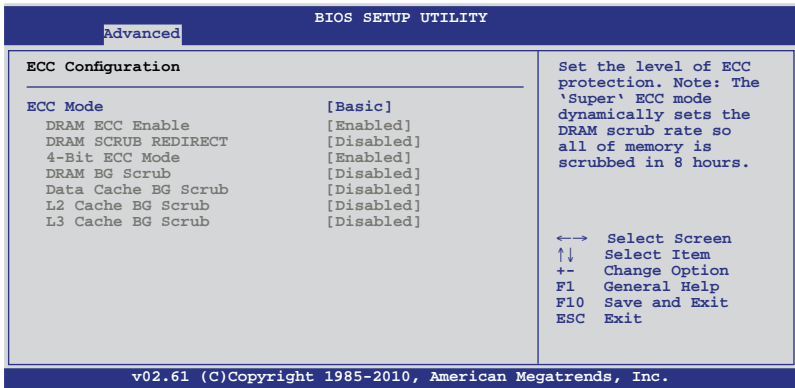 BIOS SETUP UTILITY
Advanced
ECC Configuration
ECC Mode [Basic]
DRAM ECC Enable [Enabled]
DRAM SCRUB REDIRECT [Disabled]
4-Bit ECC Mode [Enabled]
DRAM BG Scrub [Disabled]
Data Cache BG Scrub [Disabled]
L2 Cache BG Scrub [Disabled]
L3 Cache BG Scrub [Disabled]
Set the level of ECC
protection. Note: The
‘Super‘ ECC mode
dynamically sets the
DRAM scrub rate so
all of memory is
scrubbed in 8 hours.
←→ Select Screen
↑↓ Select Item
+- Change Option
F1 General Help
F10 Save and Exit
ESC Exit
v02.61 (C)Copyright 1985-2010, American Megatrends, Inc.